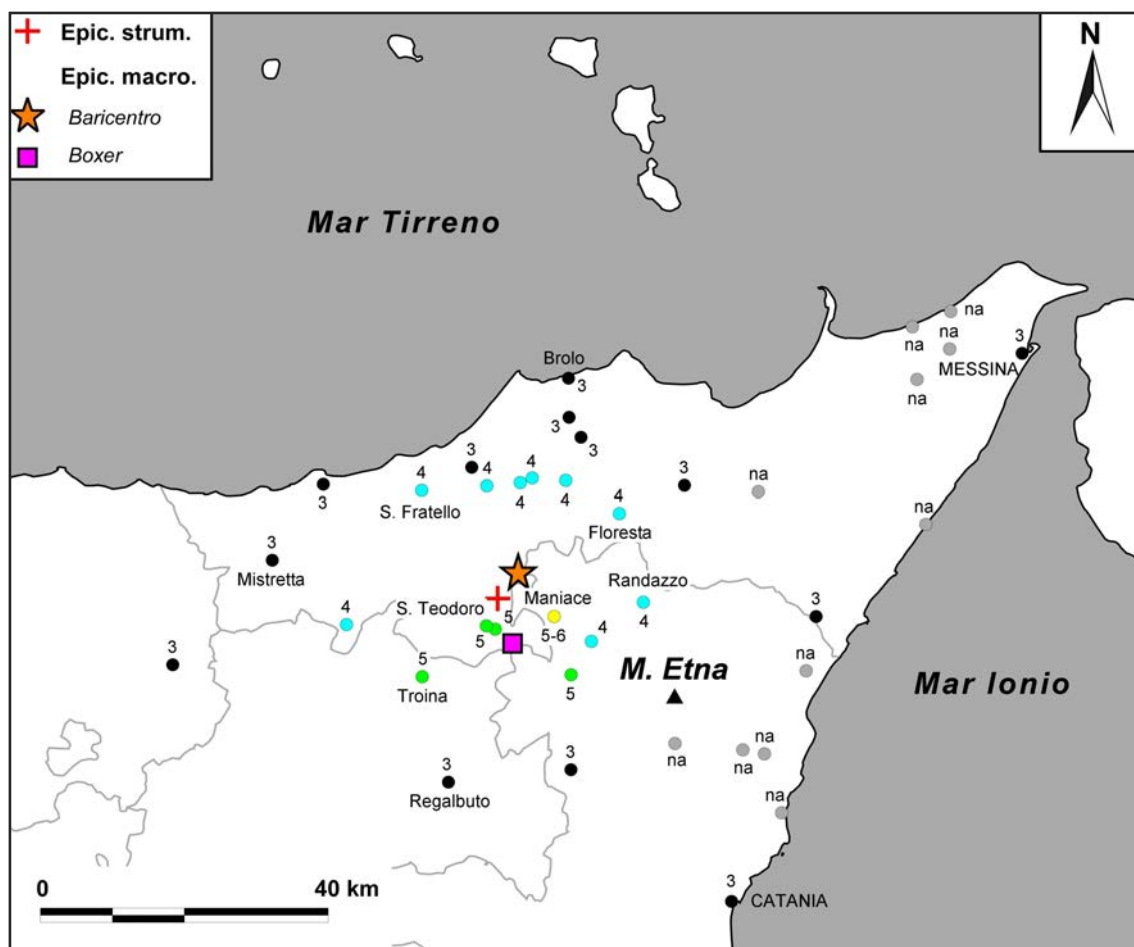 Epic. strum.
Epic. macro.
Baricentro
Boxer
N
Mar Tirreno
na
na
na
3
MESSINA
na
Brolo
3
3
3
3
4
4
4
3
3
na
4
4
4
na
S. Fratello
Floresta
3
Mistretta
Randazzo
Maniace
3
S. Teodoro
4
5
4
5
5-6
4
3
5
M. Etna
Mar Ionio
na
Troina
5
3
3
na
na
na
Regalbuto
na
0
40 km
3
CATANIA